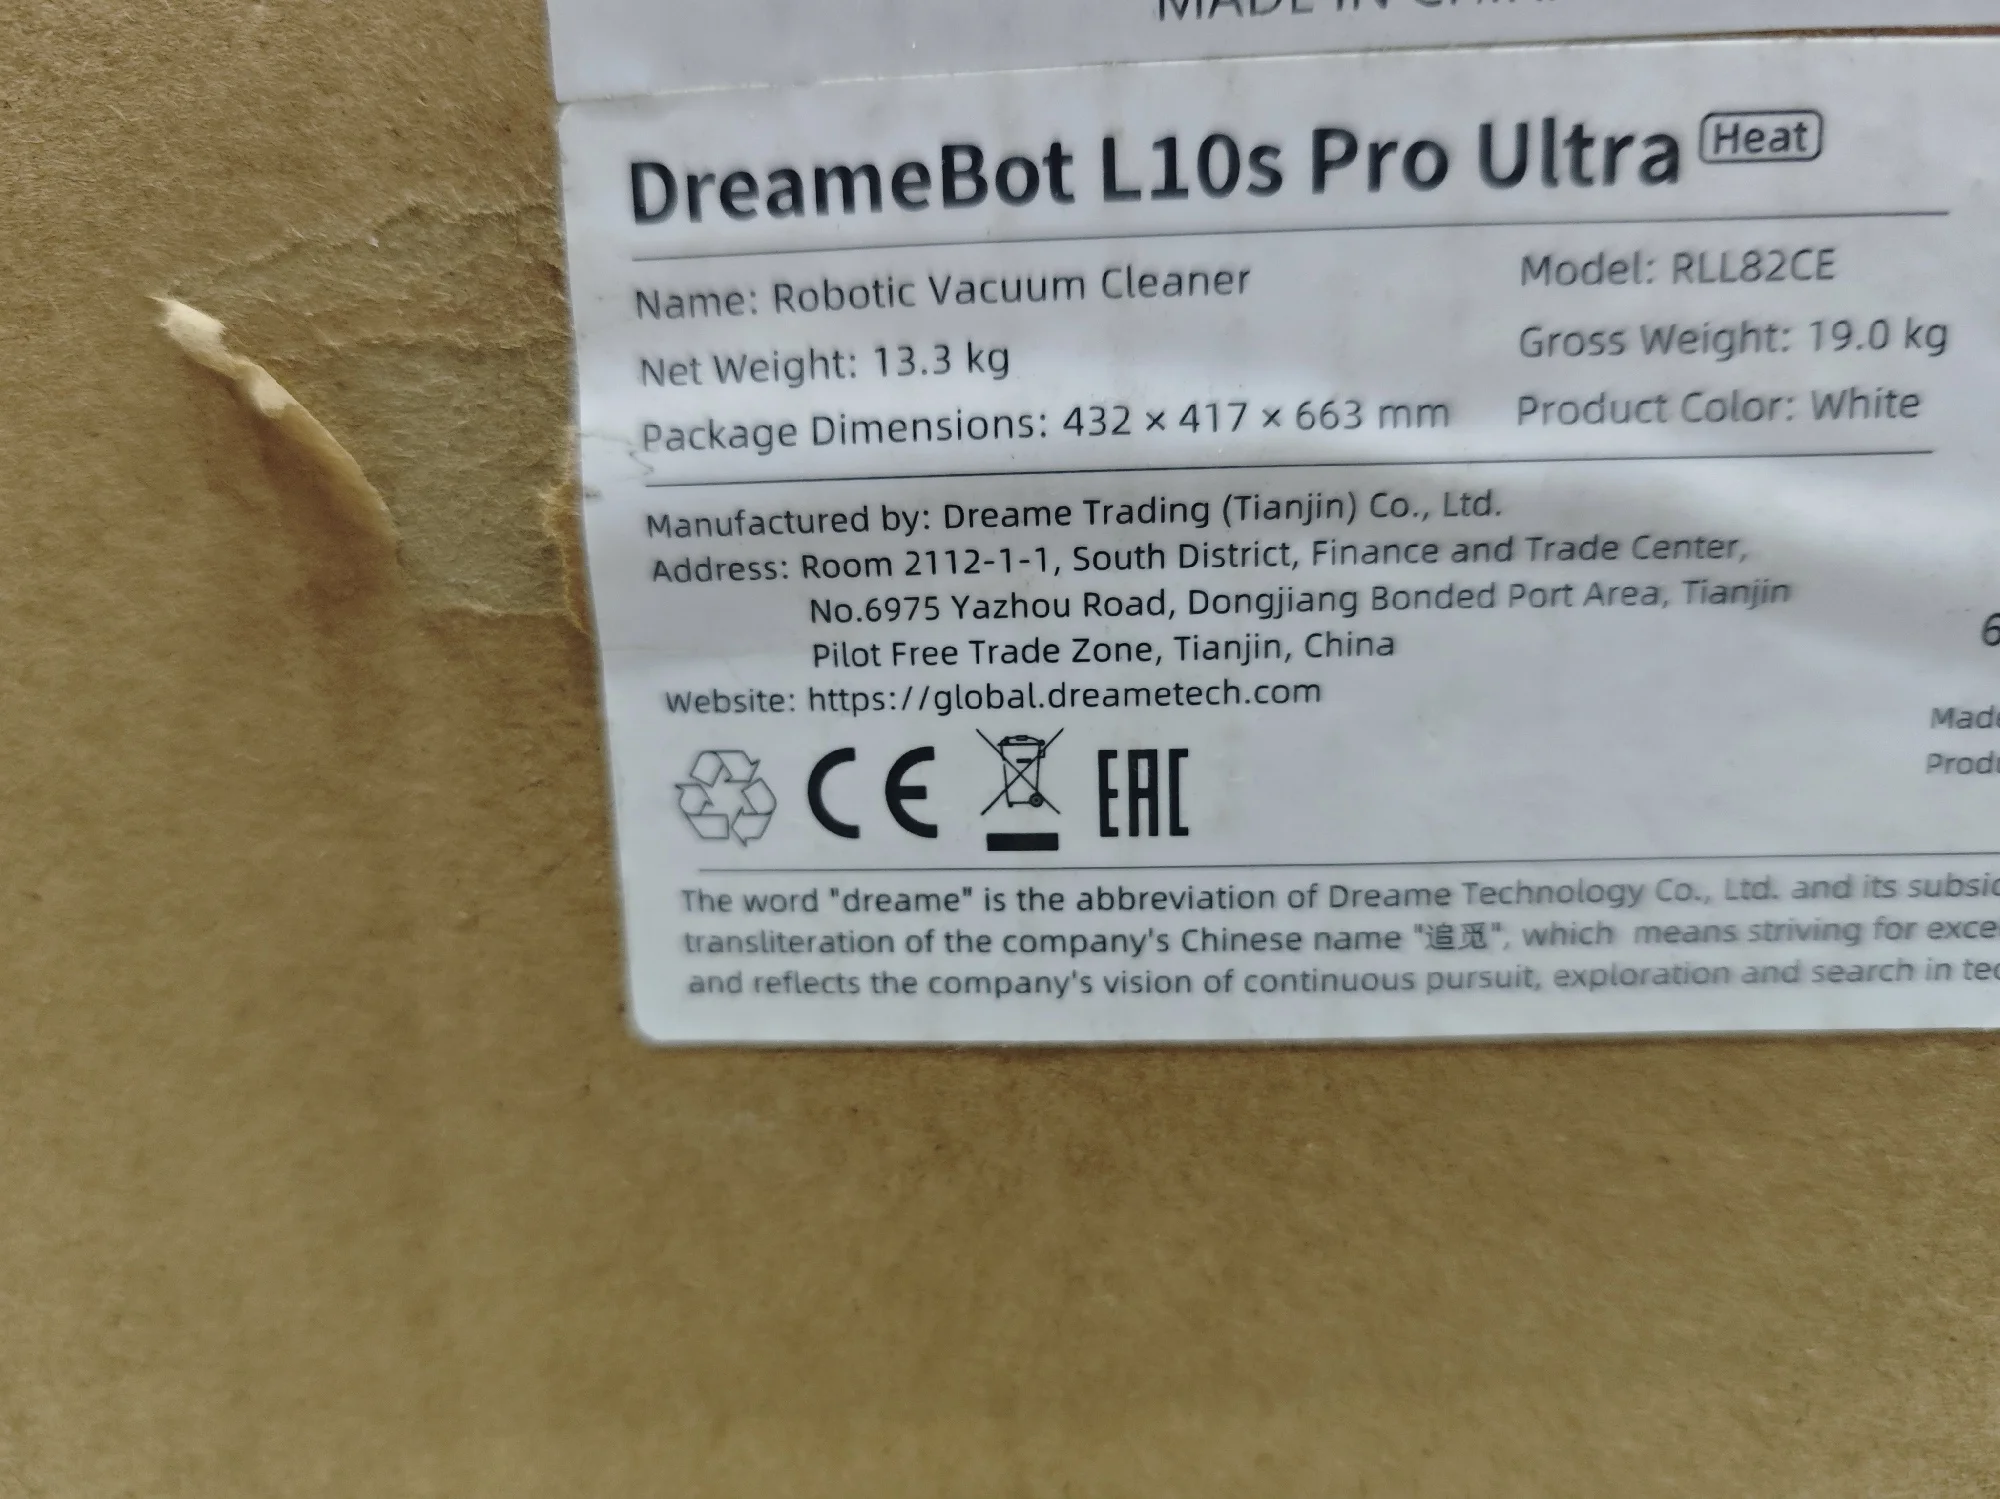 MADE IN
DreameBot L10s Pro Ultra Heat
Name: Robotic Vacuum Cleaner
Model: RLL82CE
Net Weight: 13.3 kg
Gross Weight: 19.0 kg
Package Dimensions: 432 × 417 × 663 mm
Product Color: White
Manufactured by: Dreame Trading (Tianjin) Co., Ltd.
Address: Room 2112-1-1, South District, Finance and Trade Center,
No.6975 Yazhou Road, Dongjiang Bonded Port Area, Tianjin
Pilot Free Trade Zone, Tianjin, China
Website: https://global.dreametech.com
6
Made
CE EAC
The word "dreame" is the abbreviation of Dreame Technology Co., Ltd. and its
transliteration of the company's Chinese name "追觅", which means striving for
and reflects the company's vision of continuous pursuit, exploration and search in